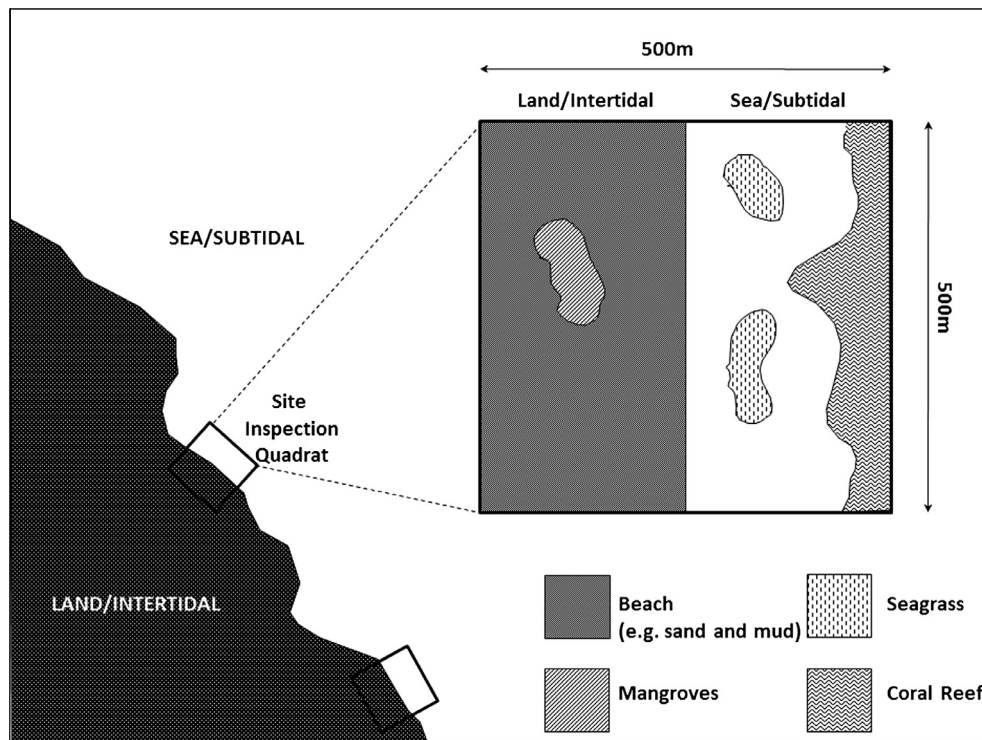 500m
Land/Intertidal
Sea/Subtidal
SEA/SUBTIDAL
500m
Site
Inspection
Quadrat
LAND/INTERTIDAL
Beach
(e.g. sand and mud)
Seagrass
Mangroves
Coral Reef